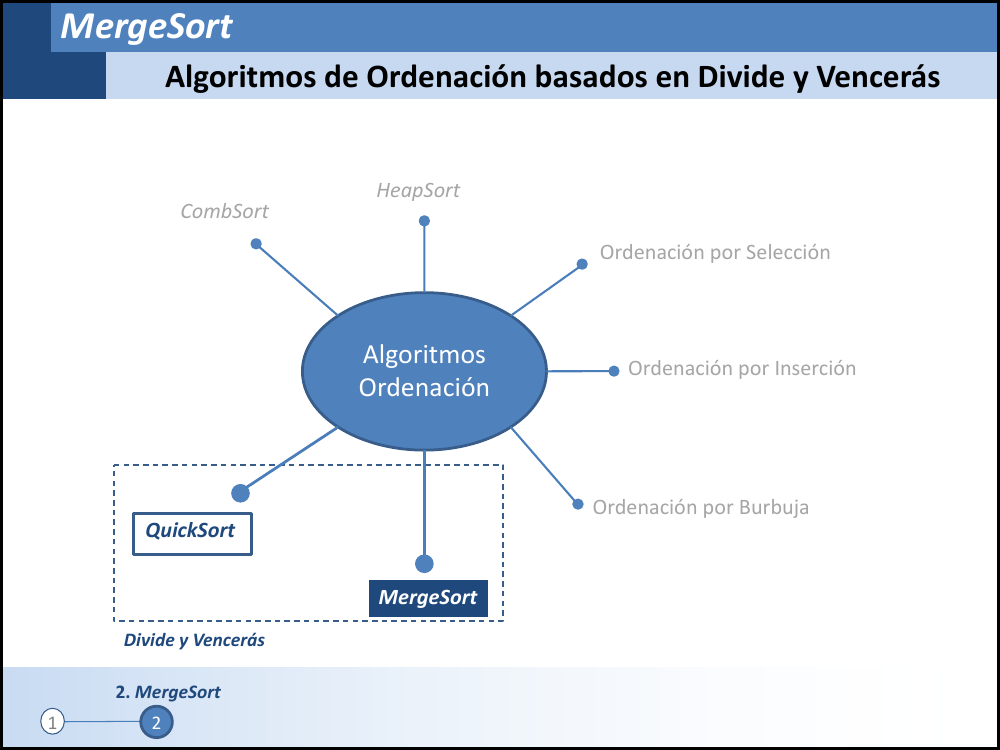 MergeSort
Algoritmos de Ordenación basados en Divide y Vencerás
HeapSort
CombSort
Ordenación por Selección
Algoritmos
Ordenación
Ordenación por Inserción
Ordenación por Burbuja
QuickSort
MergeSort
Divide y Vencerás
2. MergeSort
1
2